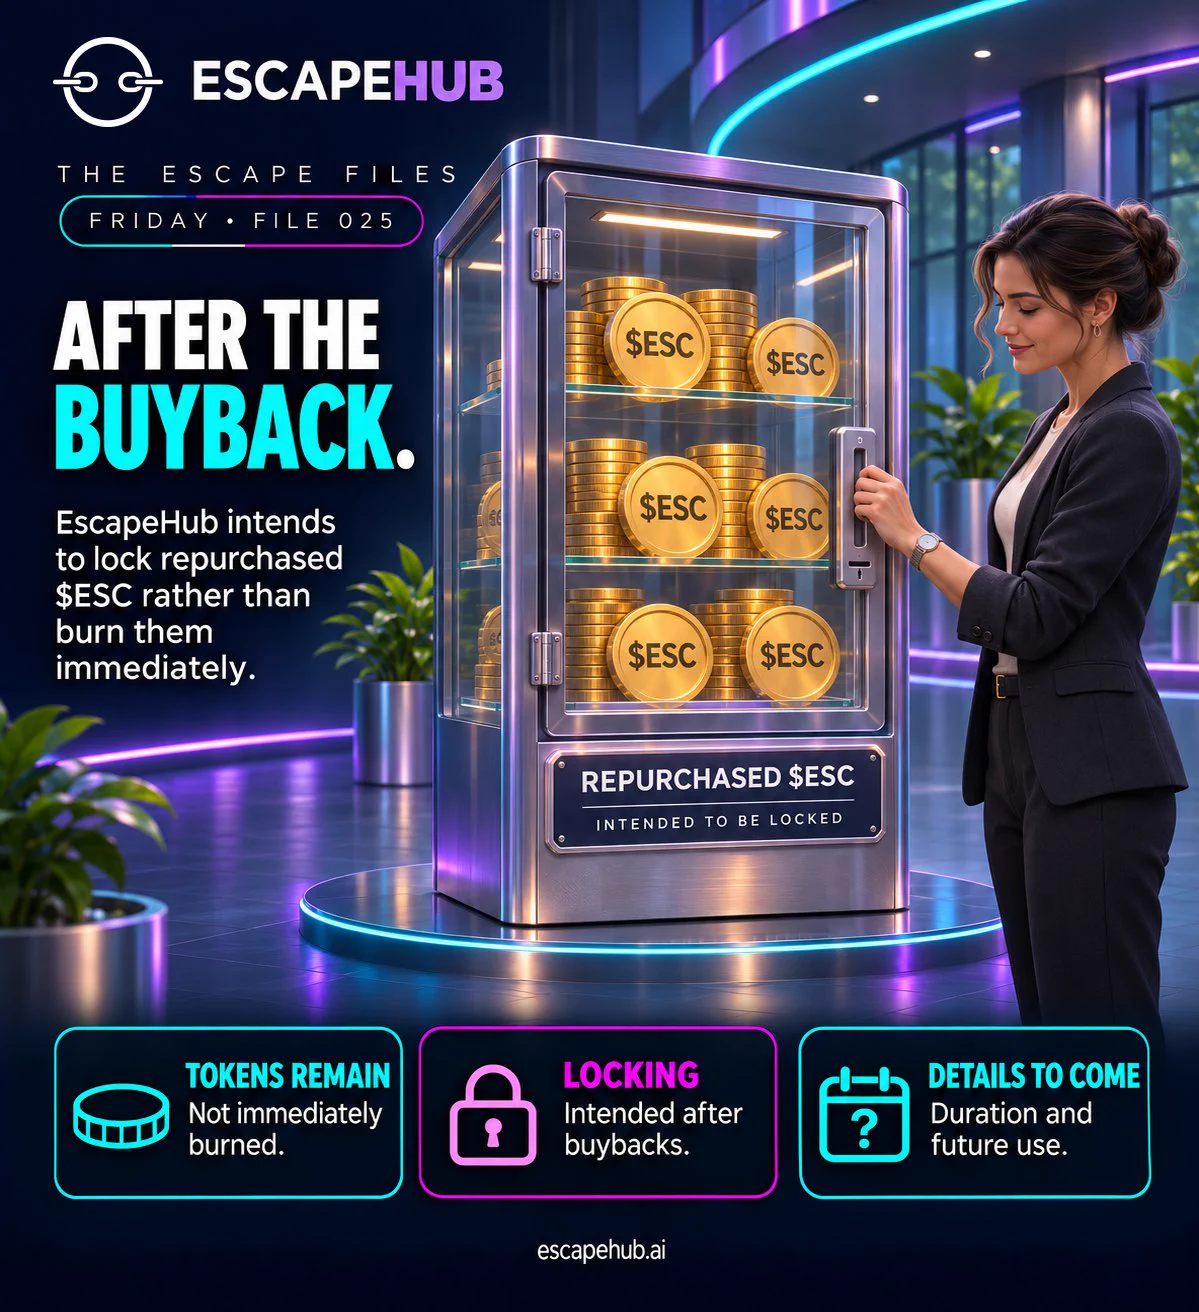 ESCAPEHUB
THE ESCAPE FILES
FRIDAY • FILE 025
AFTER THE
BUYBACK.
EscapeHub intends
to lock repurchased
$ESC rather than
burn them
immediately.
$ESC
$ESC
$ESC
$ESC
$ESC
$ESC
REPURCHASED $ESC
INTENDED TO BE LOCKED
TOKENS REMAIN
Not immediately
burned.
LOCKING
Intended after
buybacks.
?
DETAILS TO COME
Duration and
future use.
escapehub.ai